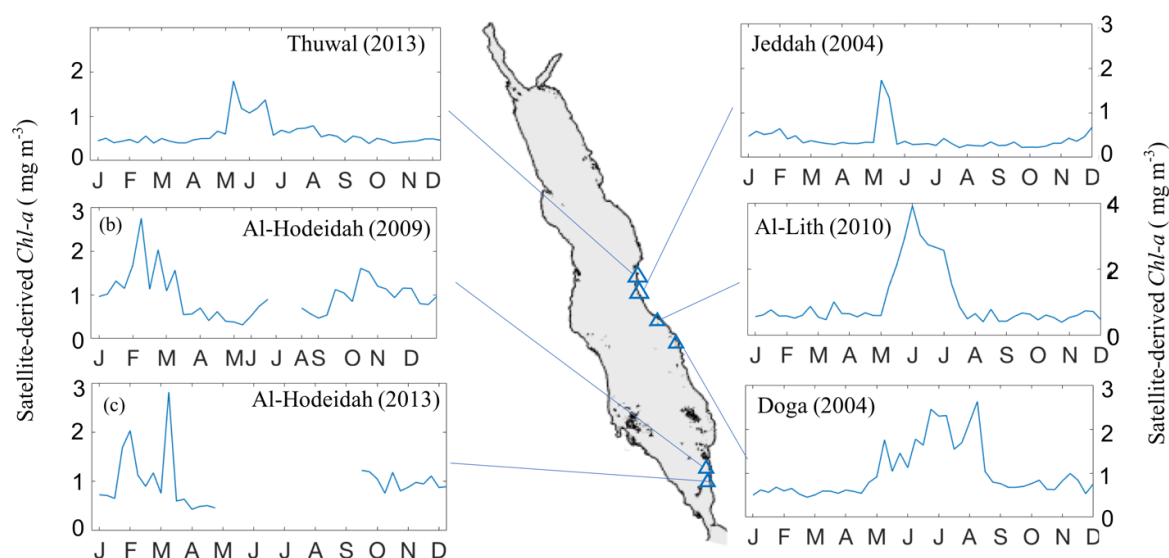 Satellite-derived Chl-a ( mg m-3)
Thuwal (2013)
2
1
0
J F M A M J J A S O N D
(b)
Al-Hodeidah (2009)
3
2
1
0
J F M A M J J A S O N D
(c)
Al-Hodeidah (2013)
3
2
1
0
J F M A M J J A S O N D
Jeddah (2004)
3
2
1
0
J F M A M J J A S O N D
Al-Lith (2010)
4
2
0
J F M A M J J A S O N D
Doga (2004)
3
2
1
0
J F M A M J J A S O N D
Satellite-derived Chl-a ( mg m-3)